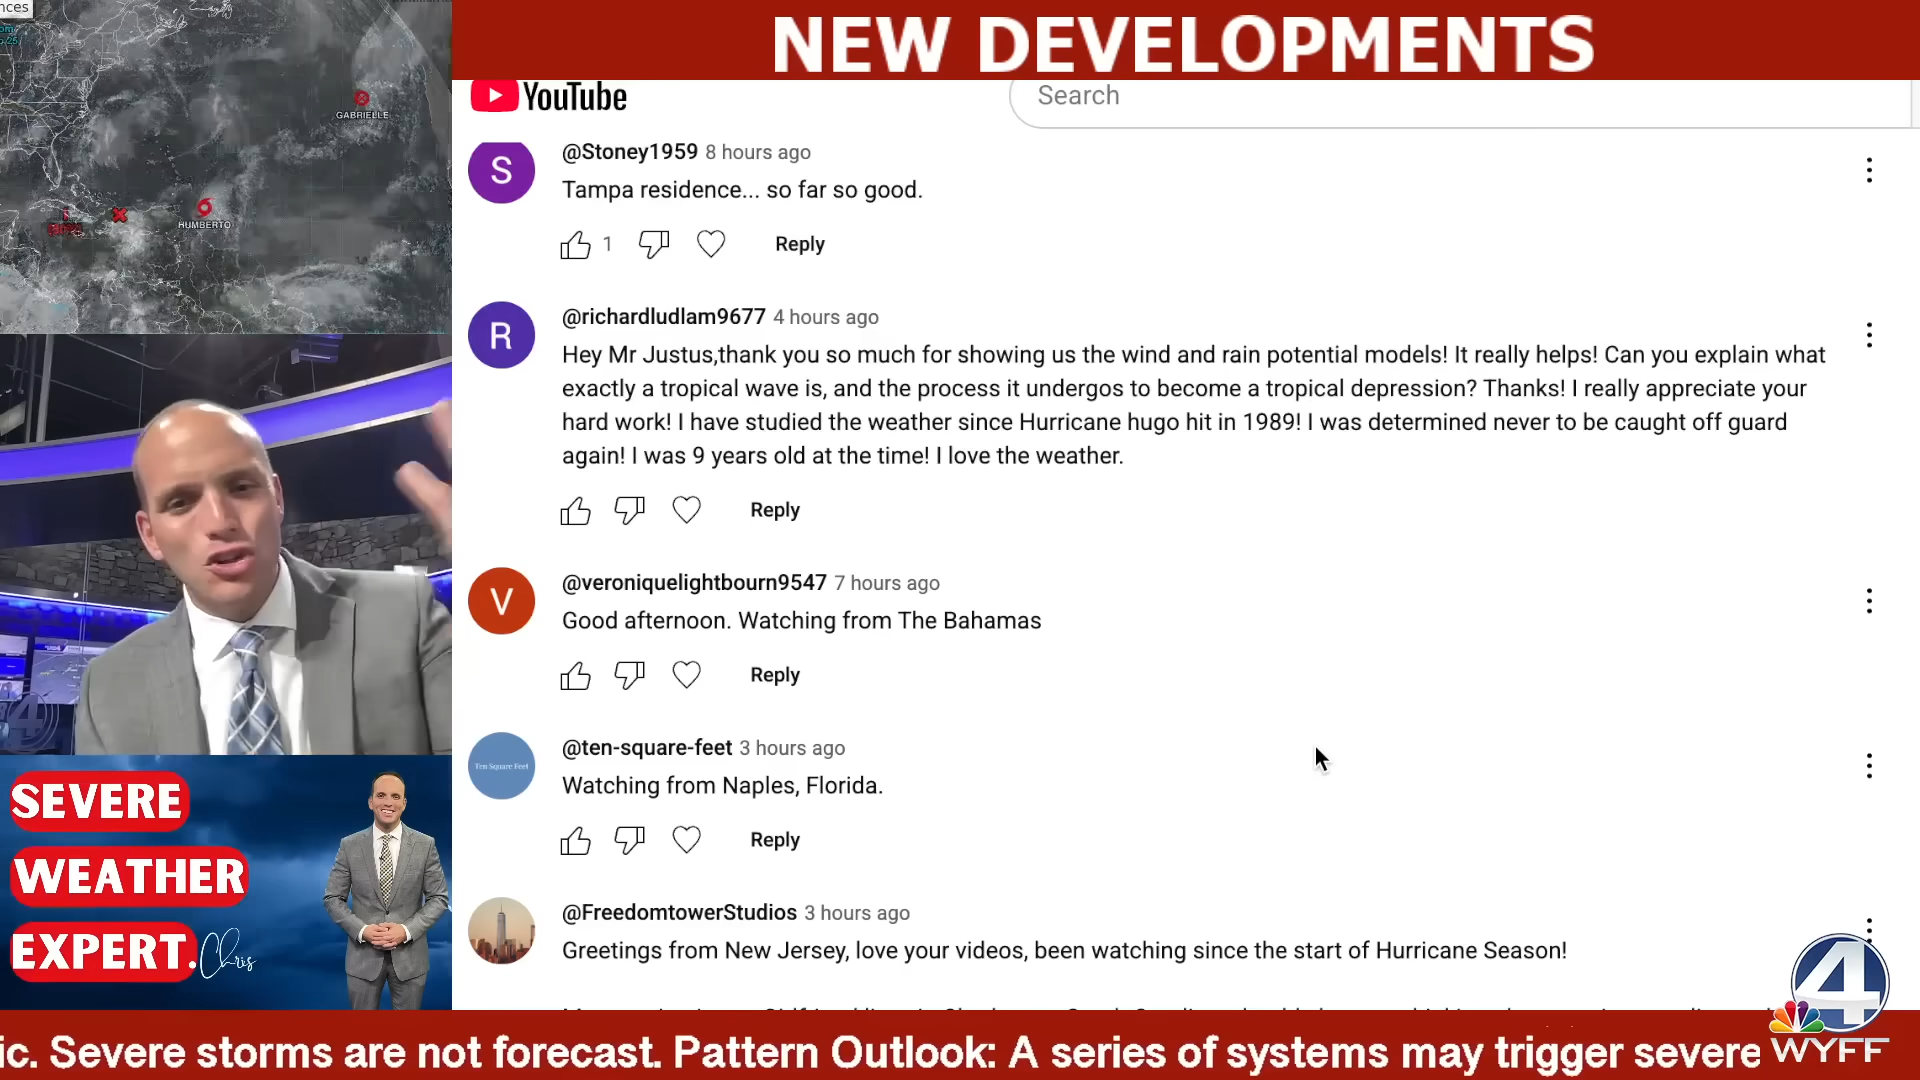 nces
NEW DEVELOPMENTS
GABRIELLE
HUMBERTO
YouTube
Search
S
@Stoney1959 8 hours ago
Tampa residence... so far so good.
1
Reply
R
@richardludlam9677 4 hours ago
Hey Mr Justus,thank you so much for showing us the wind and rain potential models! It really helps! Can you explain what
exactly a tropical wave is, and the process it undergos to become a tropical depression? Thanks! I really appreciate your
hard work! I have studied the weather since Hurricane hugo hit in 1989! I was determined never to be caught off guard
again! I was 9 years old at the time! I love the weather.
Reply
V
@veroniquelightbourn9547 7 hours ago
Good afternoon. Watching from The Bahamas
Reply
Ten Square Feet
@ten-square-feet 3 hours ago
Watching from Naples, Florida.
Reply
@FreedomtowerStudios 3 hours ago
Greetings from New Jersey, love your videos, been watching since the start of Hurricane Season!
4
SEVERE
WEATHER
EXPERT.
Chris
4
WYFF
ic. Severe storms are not forecast. Pattern Outlook: A series of systems may trigger severe